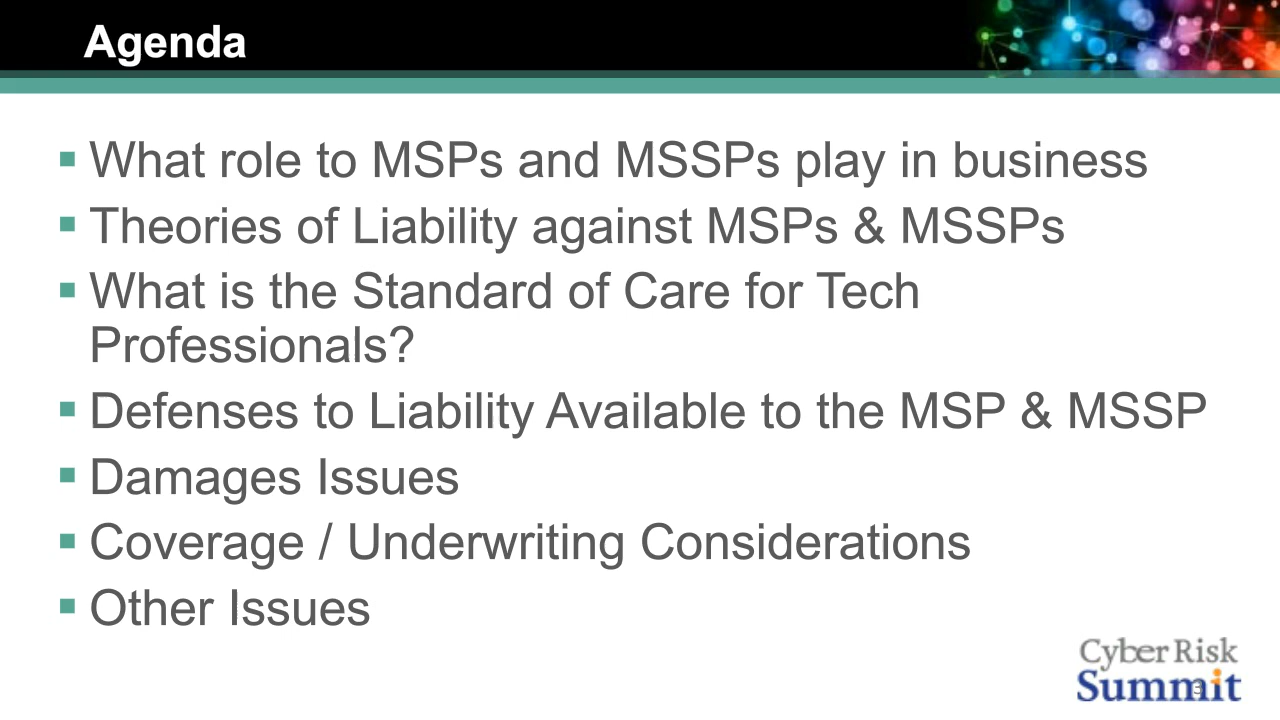 Agenda
▪ What role to MSPs and MSSPs play in business
▪ Theories of Liability against MSPs & MSSPs
▪ What is the Standard of Care for Tech
Professionals?
▪ Defenses to Liability Available to the MSP & MSSP
▪ Damages Issues
▪ Coverage / Underwriting Considerations
▪ Other Issues
Cyber Risk
Summit
3